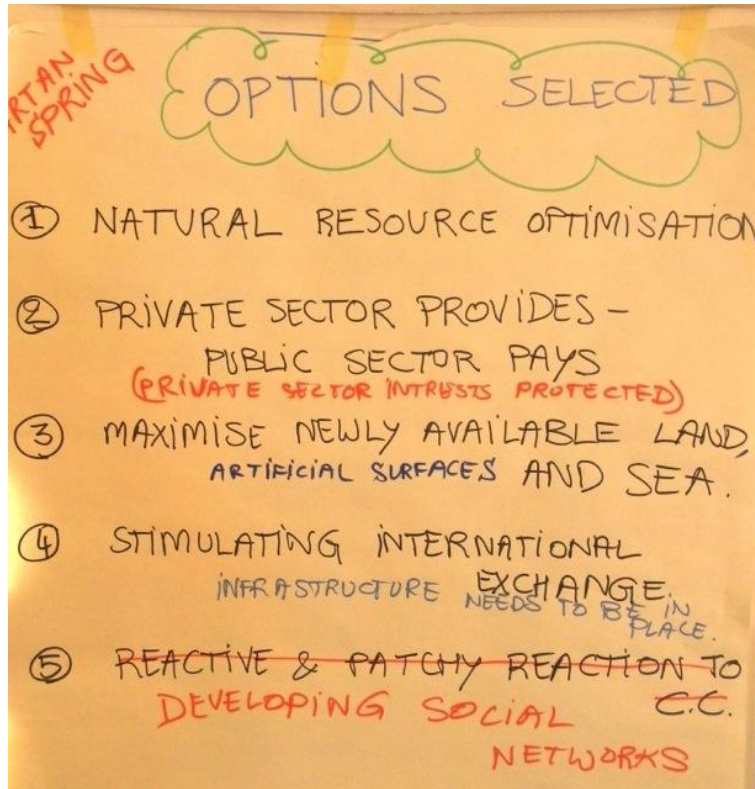 RTAN
SPRING
OPTIONS SELECTED
① NATURAL RESOURCE OPTIMISATION
② PRIVATE SECTOR PROVIDES –
PUBLIC SECTOR PAYS
(PRIVATE SECTOR INTRESTS PROTECTED)
③ MAXIMISE NEWLY AVAILABLE LAND,
ARTIFICIAL SURFACES AND SEA.
④ STIMULATING INTERNATIONAL
EXCHANGE.
INFRASTRUCTURE NEEDS TO BE IN
PLACE.
⑤ REACTIVE & PATCHY REACTION TO
C.C.
DEVELOPING SOCIAL
NETWORKS